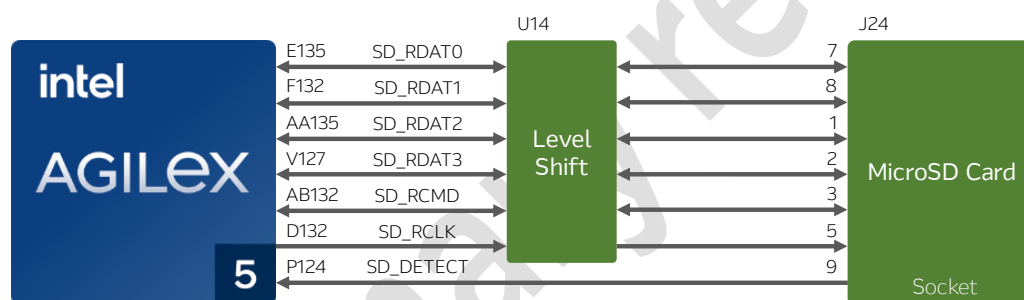 U14 J24
intel
AGILEX
5
E135 SD_RDAT0 7
F132 SD_RDAT1 8
AA135 SD_RDAT2 1
V127 SD_RDAT3 2
AB132 SD_RCMD 3
D132 SD_RCLK 5
P124 SD_DETECT 9
Level
Shift
MicroSD Card
Socket